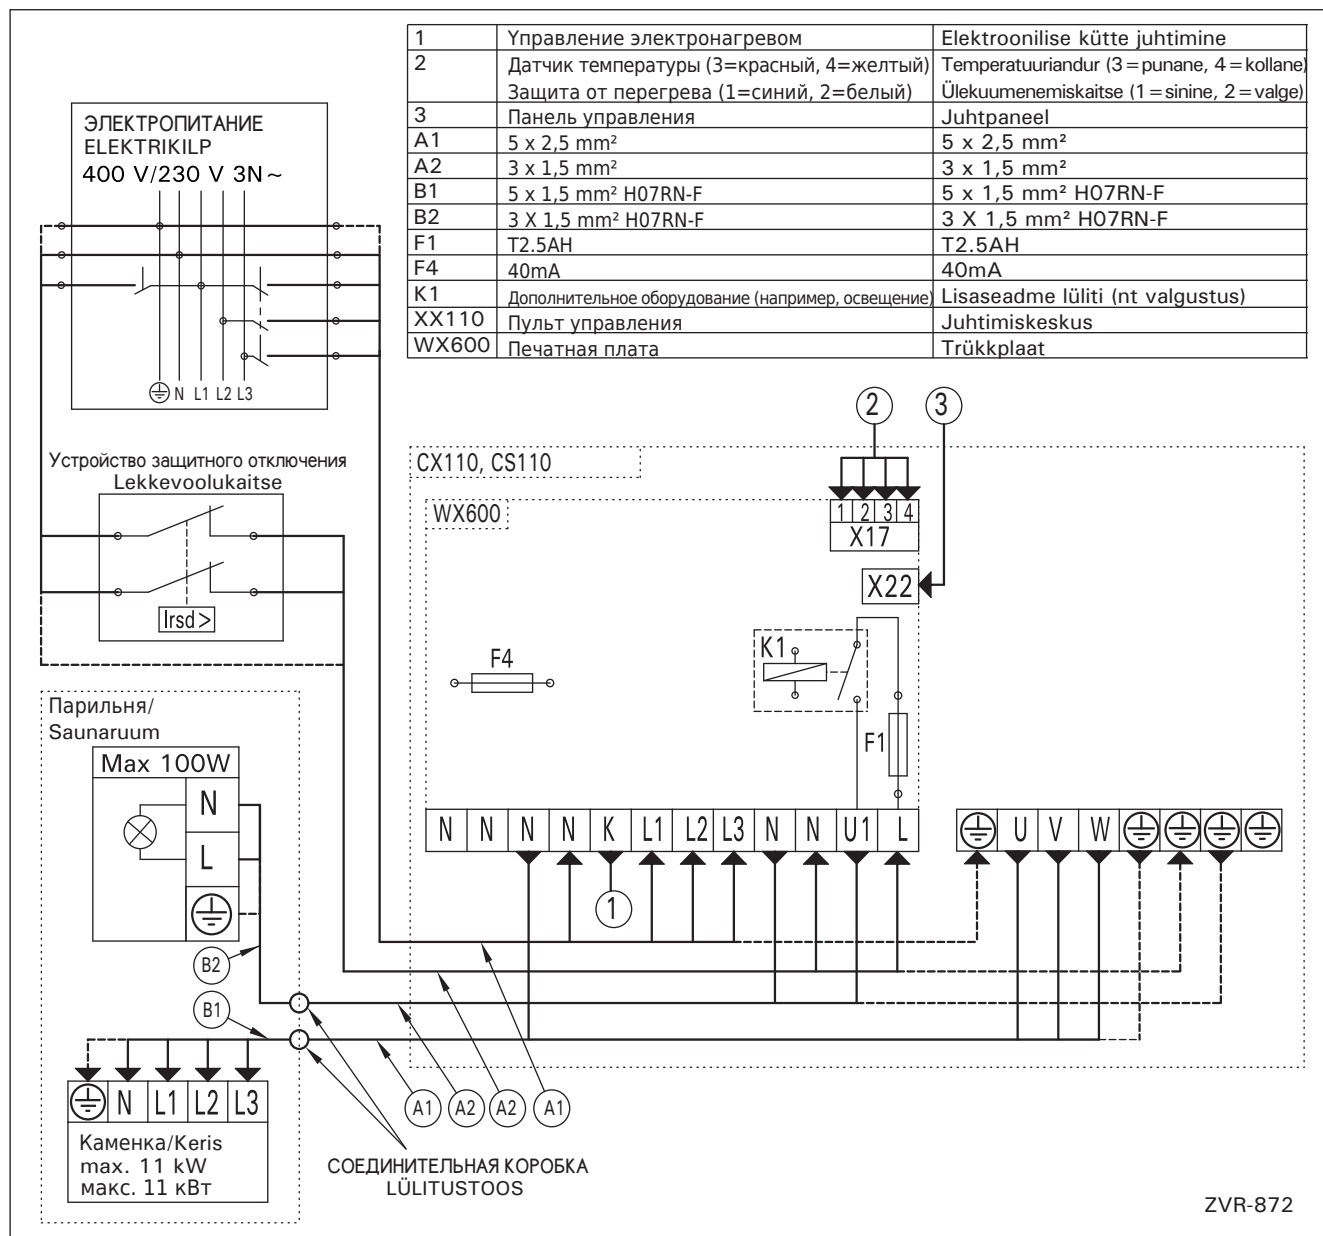 1 Yправление электронагревом Elektroonilise kütte juhtimine
2 Датчик температуры (3=красный, 4=желтый) Temperatuuriandur (3=punane, 4=kollane)
Защита от перегрева (1=синий, 2=белый) Ülekuumenemiskaitse (1=sinine, 2=valge)
3 Панель управления Juhtpaneel
A1 5 x 2,5 mm² 5 x 2,5 mm²
A2 3 x 1,5 mm² 3 x 1,5 mm²
B1 5 x 1,5 mm² H07RN-F 5 x 1,5 mm² H07RN-F
B2 3 X 1,5 mm² H07RN-F 3 X 1,5 mm² H07RN-F
F1 T2.5AH T2.5AH
F4 40mA 40mA
K1 Дополнительное оборудование (например, освещение) Lisaseadme lüliti (nt valgustus)
XX110 Пульт управления Juhtimiskeskus
WX600 Печатная плата Trükkplaat
ЭЛЕКТРОПИТАНИЕ
ELEKTRIKILP
400 V/230 V 3N~
N L1 L2 L3
2 3
Устройство защитного отключения
Lekkevoolukaitse
Irsd>
CX110, CS110
WX600
1 2 3 4
X17
X22
K1
F4
F1
Парильня/
Saunaruum
Max 100W
N
L
N N N N K L1 L2 L3 N N U1 L
U V W
1
B2
B1
N L1 L2 L3
Каменка/Keris
max. 11 kW
макс. 11 кВт
A1 A2 A2 A1
СОЕДИНИТЕЛЬНАЯ КОРОБКА
LÜLITUSTOOS
ZVR-872